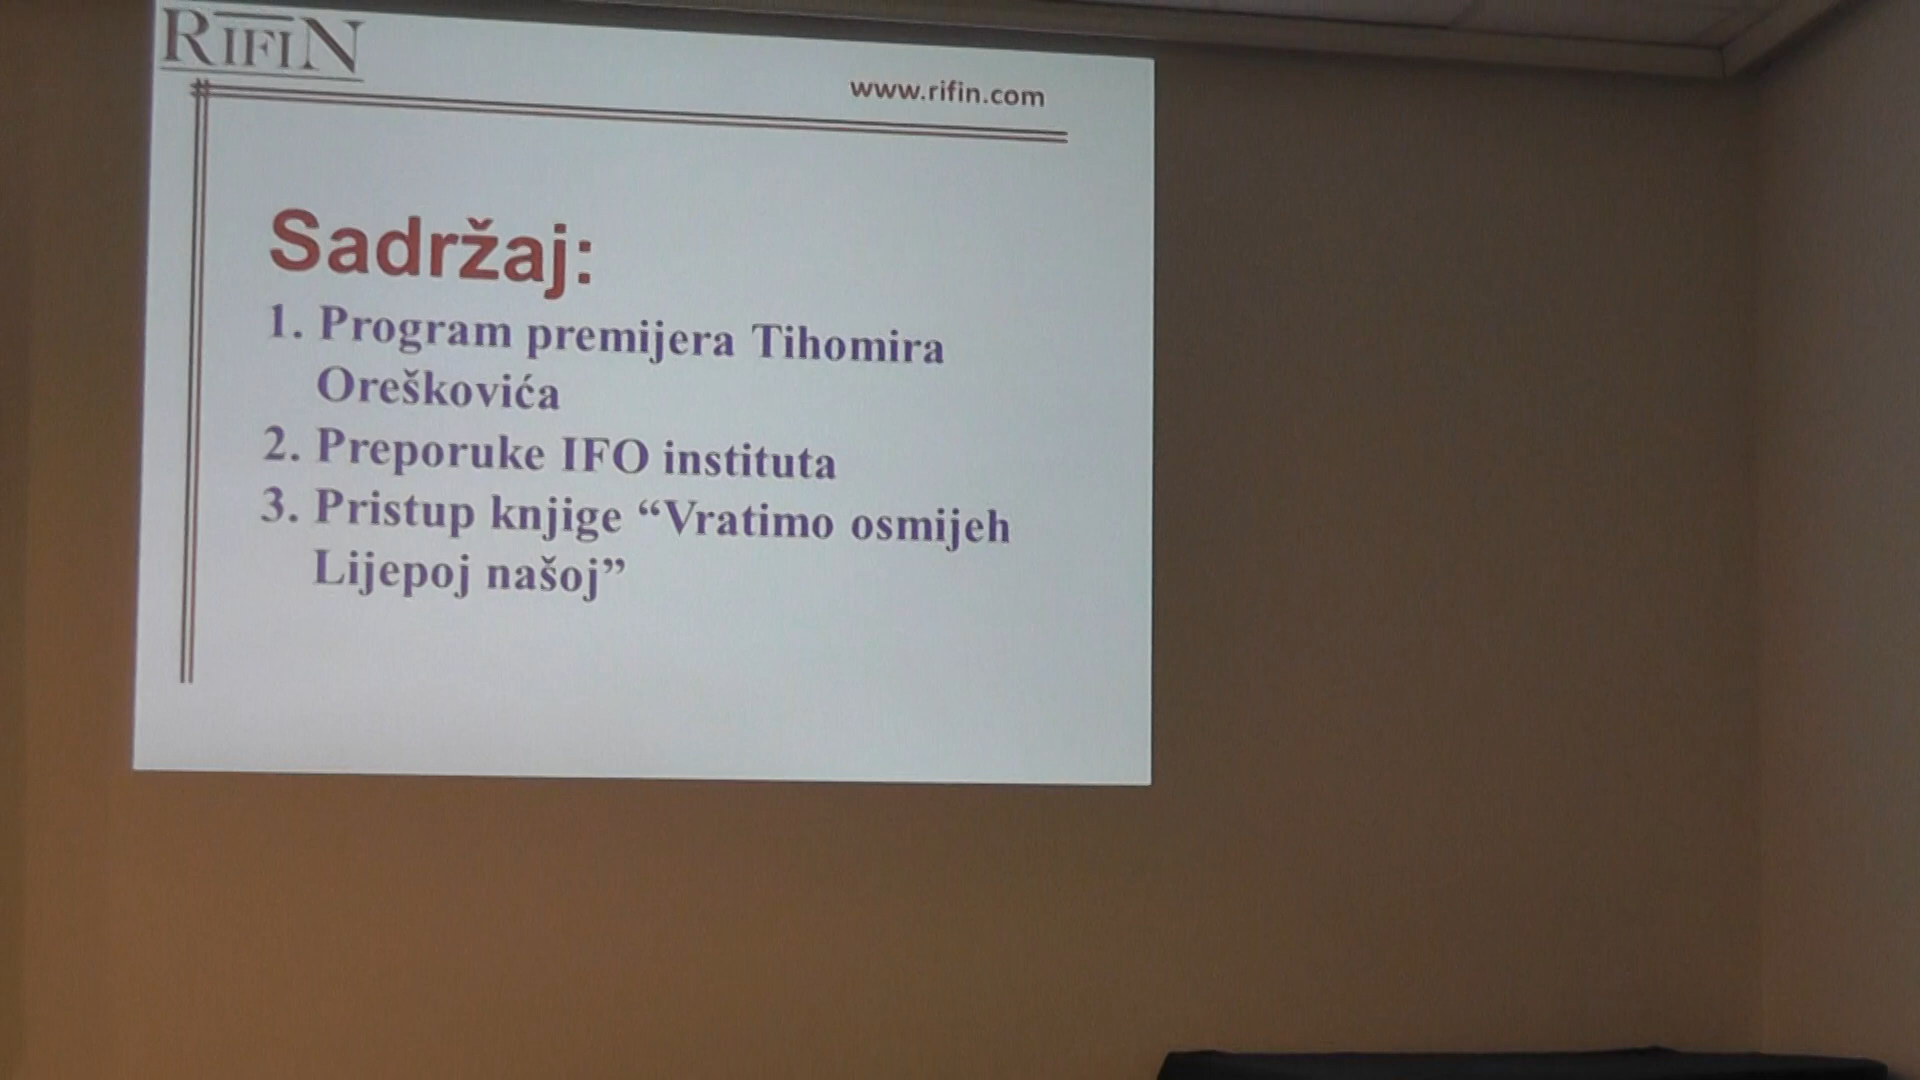 RIFIN
www.rifin.com
Sadržaj:
1. Program premijera Tihomira
Oreškovića
2. Preporuke IFO instituta
3. Pristup knjige “Vratimo osmijeh
Lijepoj našoj”